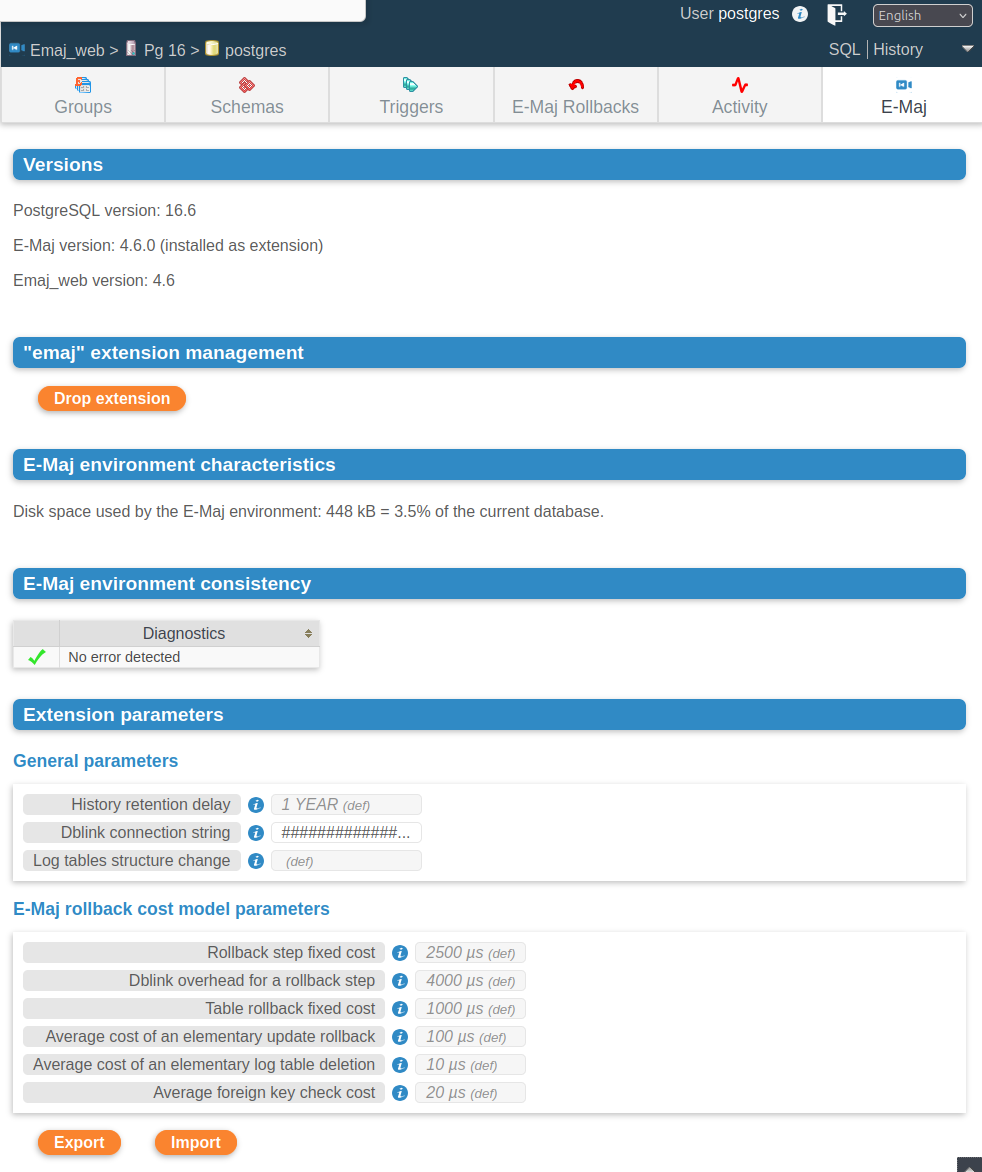 User postgres English
Emaj_web > Pg 16 > postgres SQL History
Groups Schemas Triggers E-Maj Rollbacks Activity E-Maj
Versions
PostgreSQL version: 16.6
E-Maj version: 4.6.0 (installed as extension)
Emaj_web version: 4.6
"emaj" extension management
Drop extension
E-Maj environment characteristics
Disk space used by the E-Maj environment: 448 kB = 3.5% of the current database.
E-Maj environment consistency
Diagnostics
No error detected
Extension parameters
General parameters
History retention delay 1 YEAR (def)
Dblink connection string #############...
Log tables structure change (def)
E-Maj rollback cost model parameters
Rollback step fixed cost 2500 µs (def)
Dblink overhead for a rollback step 4000 µs (def)
Table rollback fixed cost 1000 µs (def)
Average cost of an elementary update rollback 100 µs (def)
Average cost of an elementary log table deletion 10 µs (def)
Average foreign key check cost 20 µs (def)
Export Import